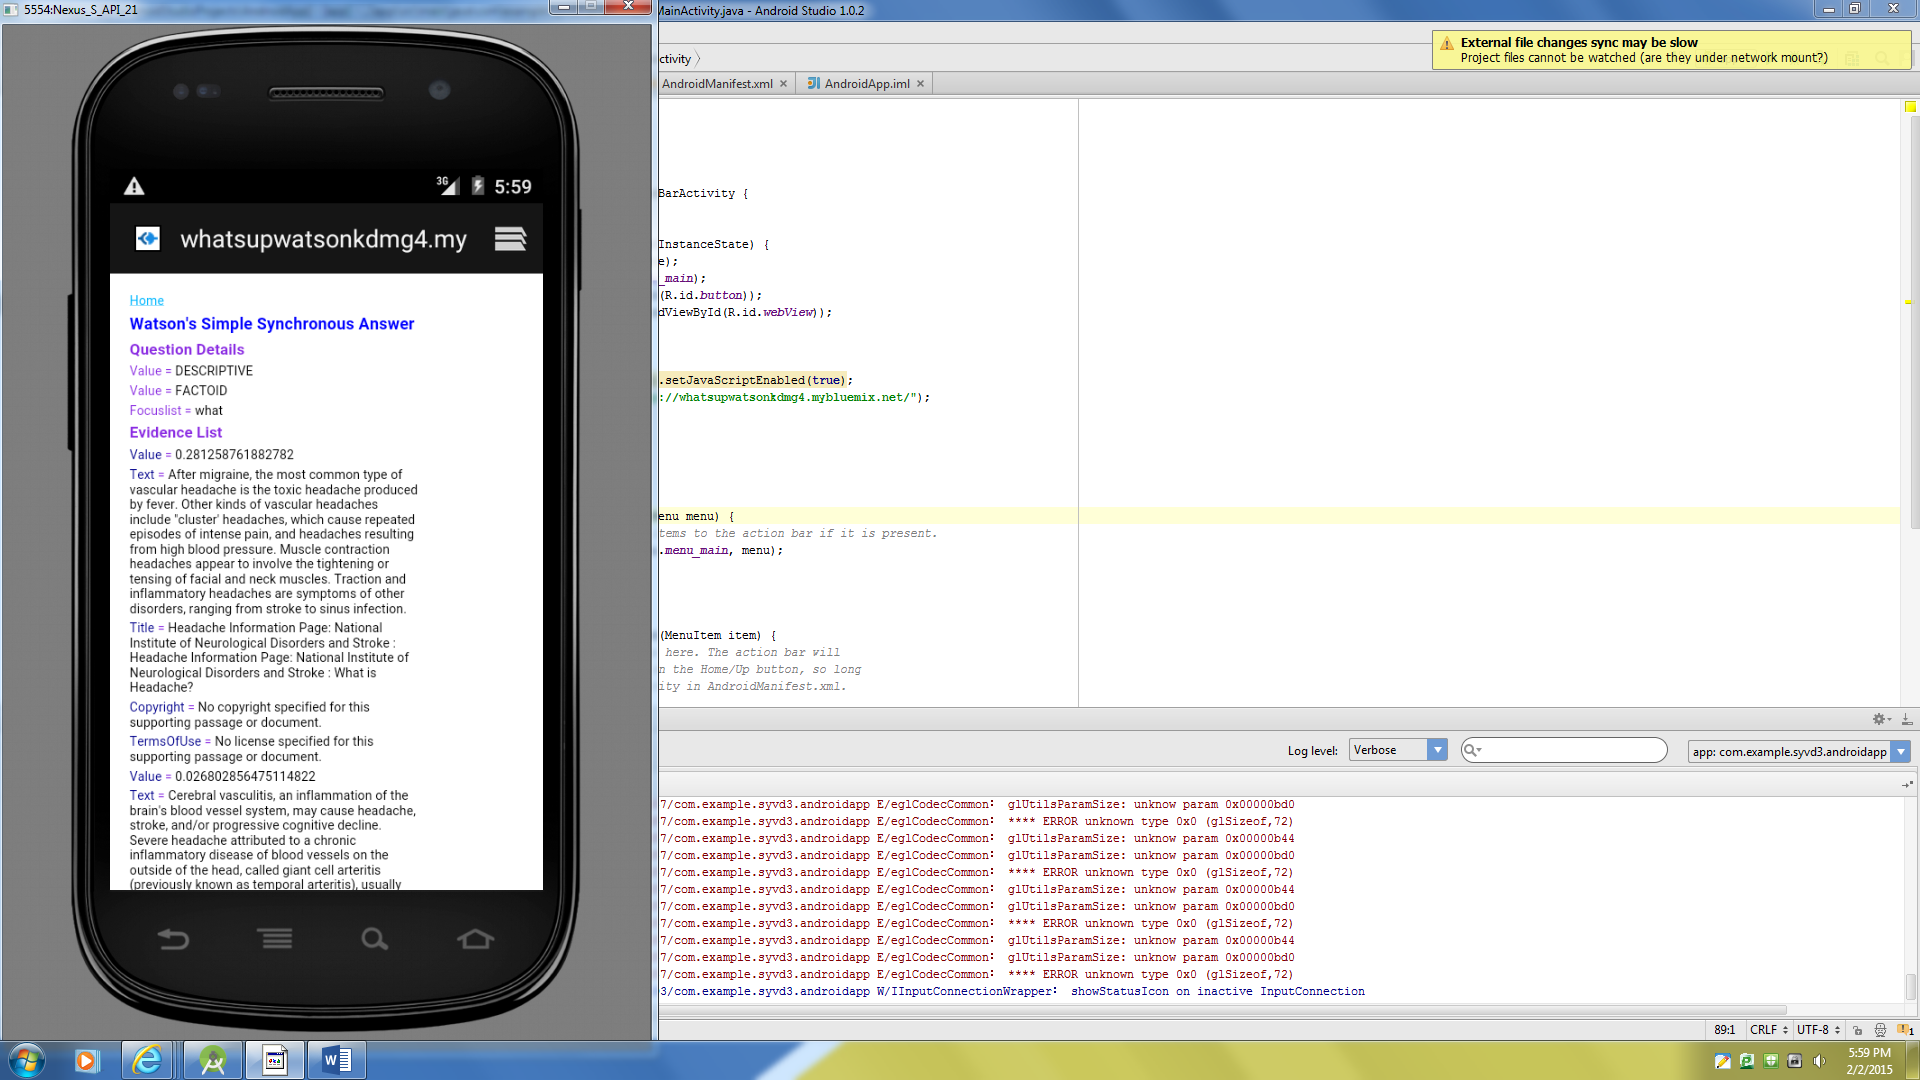 5554:Nexus_S_API_21
MainActivity.java - Android Studio 1.0.2
ctivity
External file changes sync may be slow
Project files cannot be watched (are they under network mount?)
AndroidManifest.xml
AndroidApp.iml
3G 5:59
whatsupwatsonkdmg4.my
Home
Watson's Simple Synchronous Answer
Question Details
Value = DESCRIPTIVE
Value = FACTOID
Focuslist = what
Evidence List
Value = 0.281258761882782
Text = After migraine, the most common type of
vascular headache is the toxic headache produced
by fever. Other kinds of vascular headaches
include "cluster' headaches, which cause repeated
episodes of intense pain, and headaches resulting
from high blood pressure. Muscle contraction
headaches appear to involve the tightening or
tensing of facial and neck muscles. Traction and
inflammatory headaches are symptoms of other
disorders, ranging from stroke to sinus infection.
Title = Headache Information Page: National
Institute of Neurological Disorders and Stroke :
Headache Information Page: National Institute of
Neurological Disorders and Stroke : What is
Headache?
Copyright = No copyright specified for this
supporting passage or document.
TermsOfUse = No license specified for this
supporting passage or document.
Value = 0.026802856475114822
Text = Cerebral vasculitis, an inflammation of the
brain's blood vessel system, may cause headache,
stroke, and/or progressive cognitive decline.
Severe headache attributed to a chronic
inflammatory disease of blood vessels on the
outside of the head, called giant cell arteritis
(previously known as temporal arteritis), usually
BarActivity {
InstanceState) {
e);
_main);
(R.id.button));
dViewById(R.id.webView));
.setJavaScriptEnabled(true);
://whatsupwatsonkdmg4.mybluemix.net/");
enu menu) {
tems to the action bar if it is present.
.menu_main, menu);
(MenuItem item) {
here. The action bar will
n the Home/Up button, so long
ity in AndroidManifest.xml.
Log level: Verbose
app: com.example.syvd3.androidapp
7/com.example.syvd3.androidapp E/eglCodecCommon: glUtilsParamSize: unknow param 0x00000bd0
7/com.example.syvd3.androidapp E/eglCodecCommon: **** ERROR unknown type 0x0 (glSizeof,72)
7/com.example.syvd3.androidapp E/eglCodecCommon: glUtilsParamSize: unknow param 0x00000b44
7/com.example.syvd3.androidapp E/eglCodecCommon: glUtilsParamSize: unknow param 0x00000bd0
7/com.example.syvd3.androidapp E/eglCodecCommon: **** ERROR unknown type 0x0 (glSizeof,72)
7/com.example.syvd3.androidapp E/eglCodecCommon: glUtilsParamSize: unknow param 0x00000b44
7/com.example.syvd3.androidapp E/eglCodecCommon: glUtilsParamSize: unknow param 0x00000bd0
7/com.example.syvd3.androidapp E/eglCodecCommon: **** ERROR unknown type 0x0 (glSizeof,72)
7/com.example.syvd3.androidapp E/eglCodecCommon: glUtilsParamSize: unknow param 0x00000b44
7/com.example.syvd3.androidapp E/eglCodecCommon: glUtilsParamSize: unknow param 0x00000bd0
7/com.example.syvd3.androidapp E/eglCodecCommon: **** ERROR unknown type 0x0 (glSizeof,72)
3/com.example.syvd3.androidapp W/IInputConnectionWrapper: showStatusIcon on inactive InputConnection
89:1 CRLF UTF-8 1
5:59 PM
2/2/2015